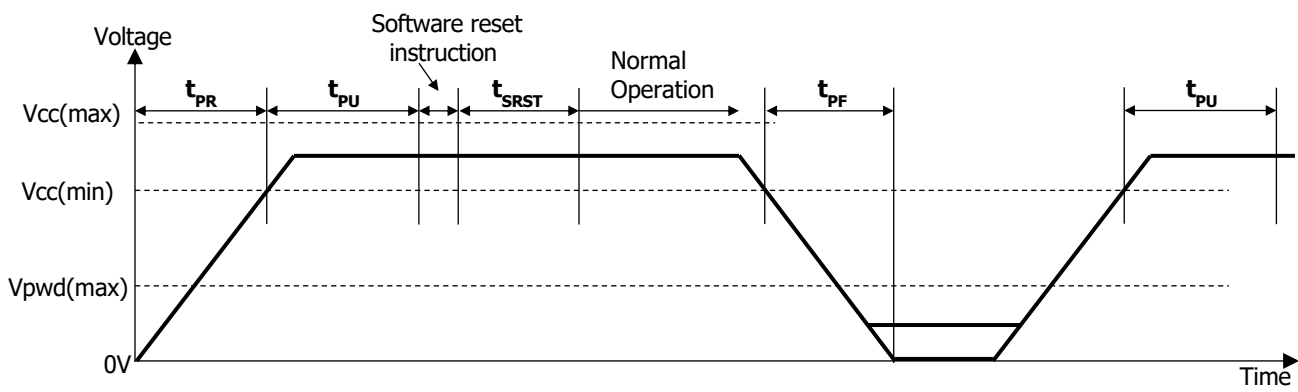 Software reset
instruction
Voltage
Normal
Operation
tPR
tPU
tSRST
tPF
tPU
Vcc(max)
Vcc(min)
Vpwd(max)
0V
Time